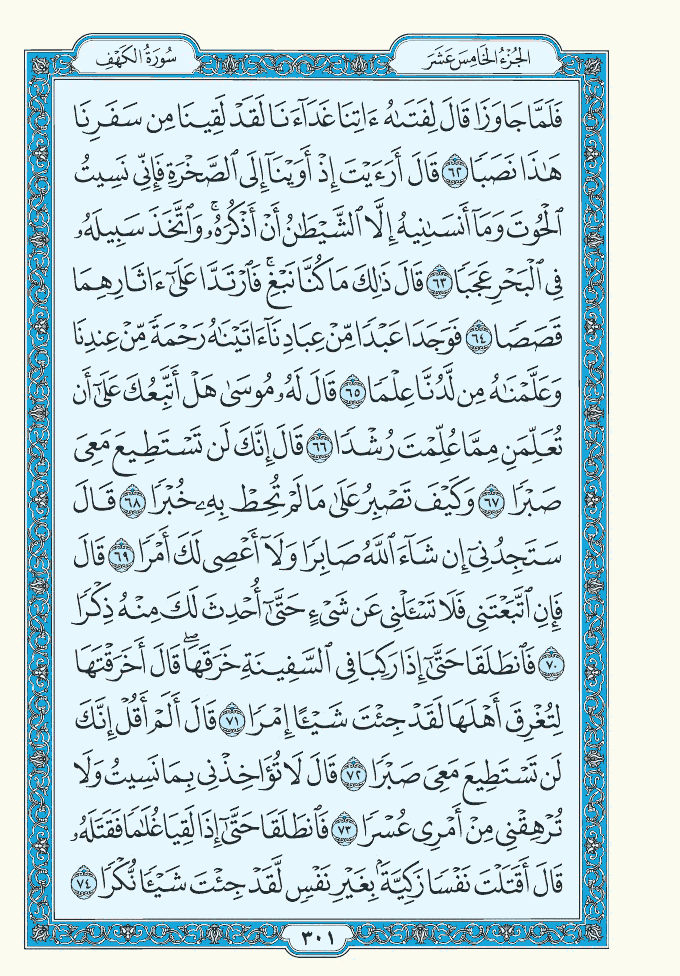 الجُزْءُ الخَامِسَ عَشَرَ
سُورَةُ الكَهْفِ
فَلَمَّا جَاوَزَا قَالَ لِفَتَىٰهُ ءَاتِنَا غَدَآءَنَا لَقَدۡ لَقِينَا مِن سَفَرِنَا
هَٰذَا نَصَبٗا ٦٢ قَالَ أَرَءَيۡتَ إِذۡ أَوَيۡنَآ إِلَى ٱلصَّخۡرَةِ فَإِنِّي نَسِيتُ
ٱلۡحُوتَ وَمَآ أَنسَىٰنِيهُ إِلَّا ٱلشَّيۡطَٰنُ أَنۡ أَذۡكُرَهُۥۚ وَٱتَّخَذَ سَبِيلَهُۥ
فِي ٱلۡبَحۡرِ عَجَبٗا ٦٣ قَالَ ذَٰلِكَ مَا كُنَّا نَبۡغِۚ فَٱرۡتَدَّا عَلَىٰٓ ءَاثَارِهِمَا
قَصَصٗا ٦٤ فَوَجَدَا عَبۡدٗا مِّنۡ عِبَادِنَآ ءَاتَيۡنَٰهُ رَحۡمَةٗ مِّنۡ عِندِنَا
وَعَلَّمۡنَٰهُ مِن لَّدُنَّا عِلۡمٗا ٦٥ قَالَ لَهُۥ مُوسَىٰ هَلۡ أَتَّبِعُكَ عَلَىٰٓ أَن
تُعَلِّمَنِ مِمَّا عُلِّمۡتَ رُشۡدٗا ٦٦ قَالَ إِنَّكَ لَن تَسۡتَطِيعَ مَعِيَ
صَبۡرٗا ٦٧ وَكَيۡفَ تَصۡبِرُ عَلَىٰ مَا لَمۡ تُحِطۡ بِهِۦ خُبۡرٗا ٦٨ قَالَ
سَتَجِدُنِيٓ إِن شَآءَ ٱللَّهُ صَابِرٗا وَلَآ أَعۡصِي لَكَ أَمۡرٗا ٦٩ قَالَ
فَإِنِ ٱتَّبَعۡتَنِي فَلَا تَسۡـَٔلۡنِي عَن شَيۡءٍ حَتَّىٰٓ أُحۡدِثَ لَكَ مِنۡهُ ذِكۡرٗا
٧٠ فَٱنطَلَقَا حَتَّىٰٓ إِذَا رَكِبَا فِي ٱلسَّفِينَةِ خَرَقَهَاۖ قَالَ أَخَرَقۡتَهَا
لِتُغۡرِقَ أَهۡلَهَا لَقَدۡ جِئۡتَ شَيۡـًٔا إِمۡرٗا ٧١ قَالَ أَلَمۡ أَقُلۡ إِنَّكَ
لَن تَسۡتَطِيعَ مَعِيَ صَبۡرٗا ٧٢ قَالَ لَا تُؤَاخِذۡنِي بِمَا نَسِيتُ وَلَا
تُرۡهِقۡنِي مِنۡ أَمۡرِي عُسۡرٗا ٧٣ فَٱنطَلَقَا حَتَّىٰٓ إِذَا لَقِيَا غُلَٰمٗا فَقَتَلَهُۥ
قَالَ أَقَتَلۡتَ نَفۡسٗا زَكِيَّةَۢ بِغَيۡرِ نَفۡسٖ لَّقَدۡ جِئۡتَ شَيۡـٔٗا نُّكۡرٗا ٧٤
٣٠١